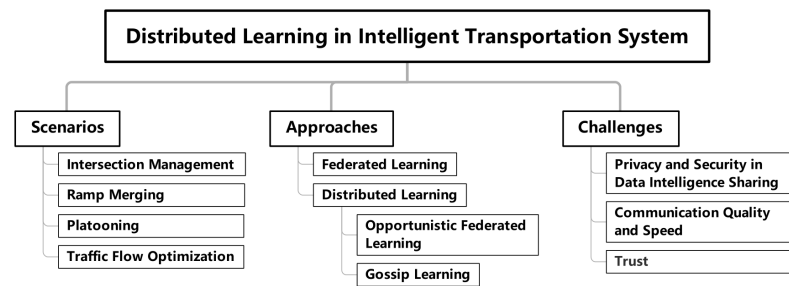 Distributed Learning in Intelligent Transportation System
Scenarios
Intersection Management
Ramp Merging
Platooning
Traffic Flow Optimization
Approaches
Federated Learning
Distributed Learning
Opportunistic Federated
Learning
Gossip Learning
Challenges
Privacy and Security in
Data Intelligence Sharing
Communication Quality
and Speed
Trust